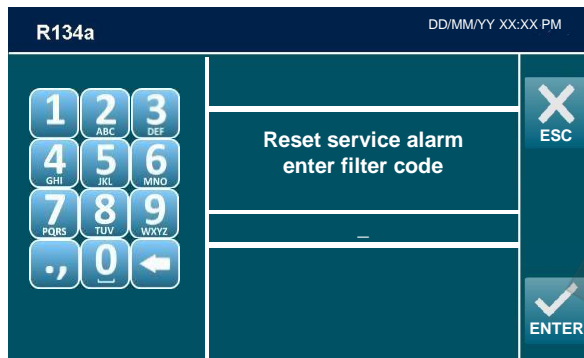 R134a
DD/MM/YY XX:XX PM
1
2
ABC
3
DEF
Reset service alarm
enter filter code
ESC
4
GHI
5
JKL
6
MNO
7
PQRS
8
TUV
9
WXYZ
_
.,
0
ENTER